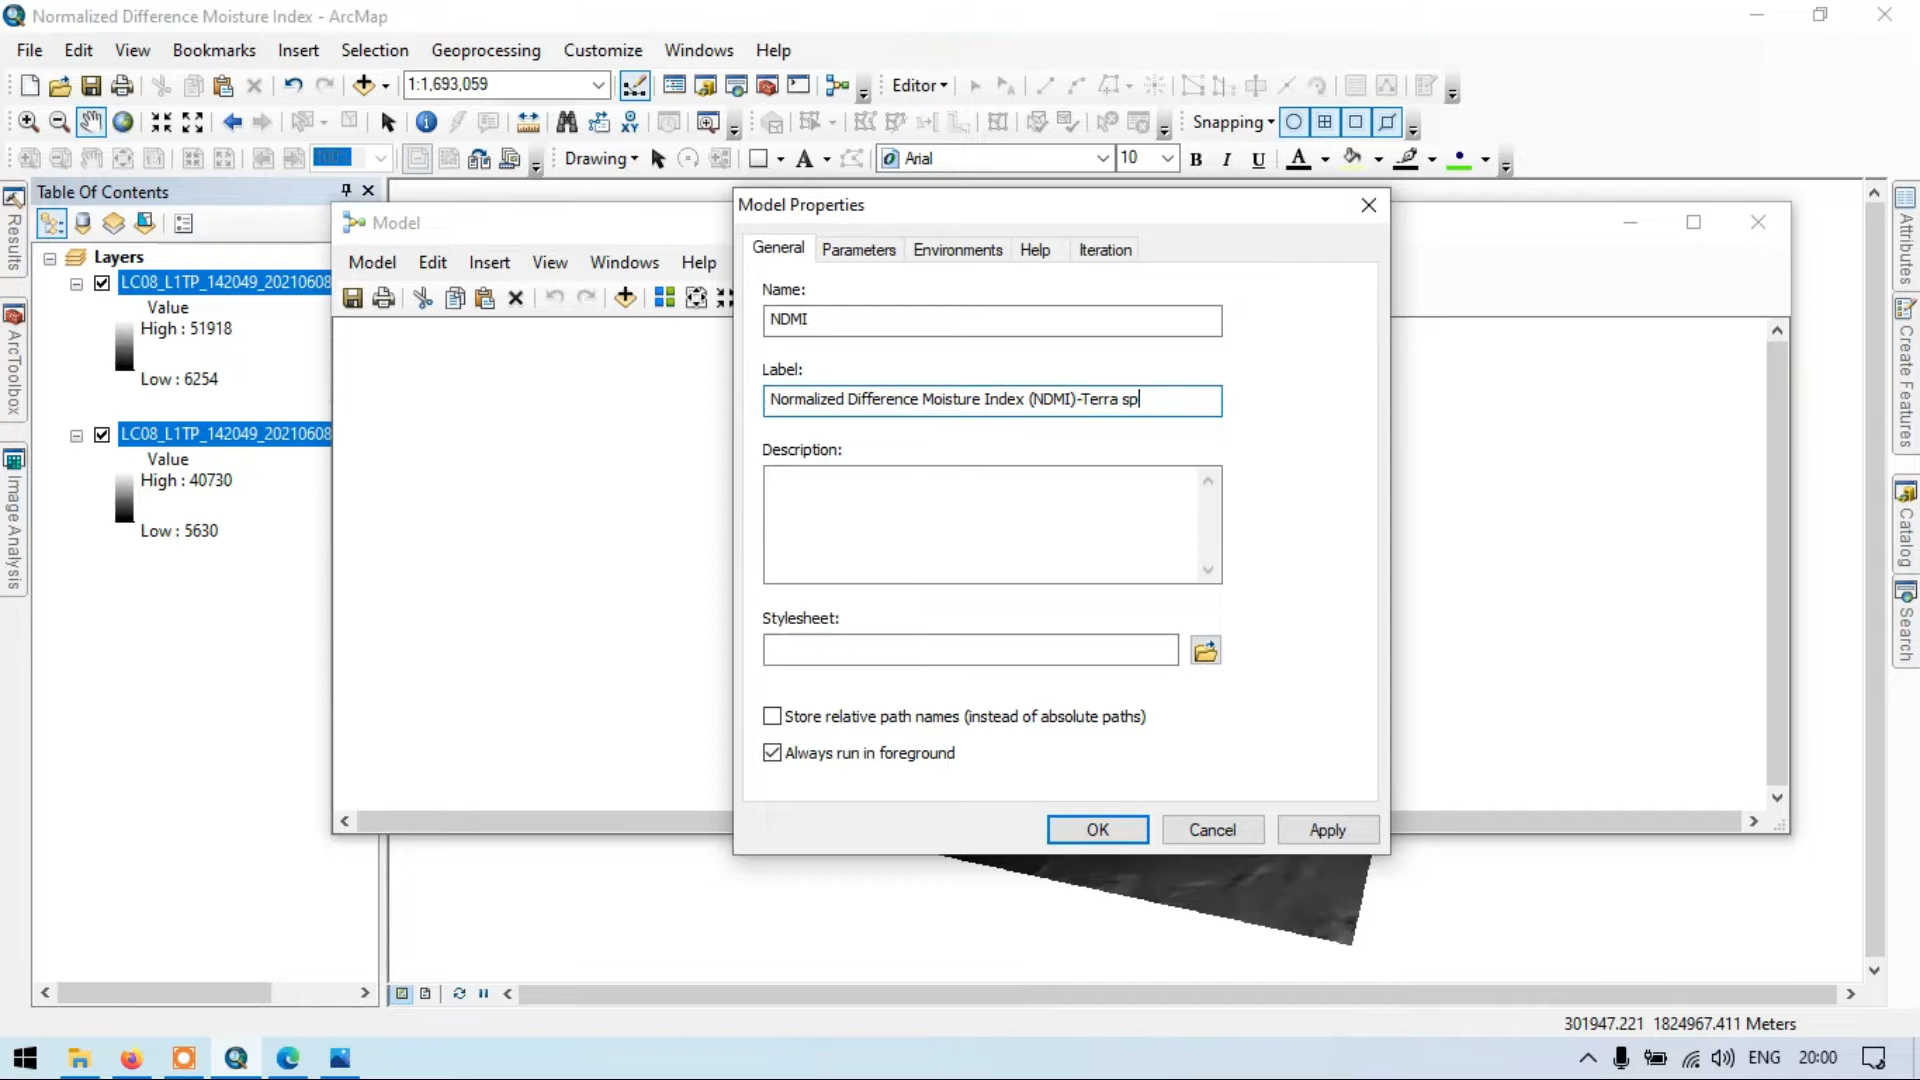 Normalized Difference Moisture Index - ArcMap
File Edit View Bookmarks Insert Selection Geoprocessing Customize Windows Help
1:1,693,059
Editor
Snapping
100%
Drawing
A
Arial
10
B I U A
Table Of Contents
Layers
LC08_L1TP_142049_20210608
Value
High : 51918
Low : 6254
LC08_L1TP_142049_20210608
Value
High : 40730
Low : 5630
Results
ArcToolbox
Image Analysis
Model
Model Edit Insert View Windows Help
Model Properties
General Parameters Environments Help Iteration
Name:
NDMI
Label:
Normalized Difference Moisture Index (NDMI)-Terra sp
Description:
Stylesheet:
Store relative path names (instead of absolute paths)
Always run in foreground
OK Cancel Apply
Attributes
Create Features
Catalog
Search
301947.221 1824967.411 Meters
ENG 20:00